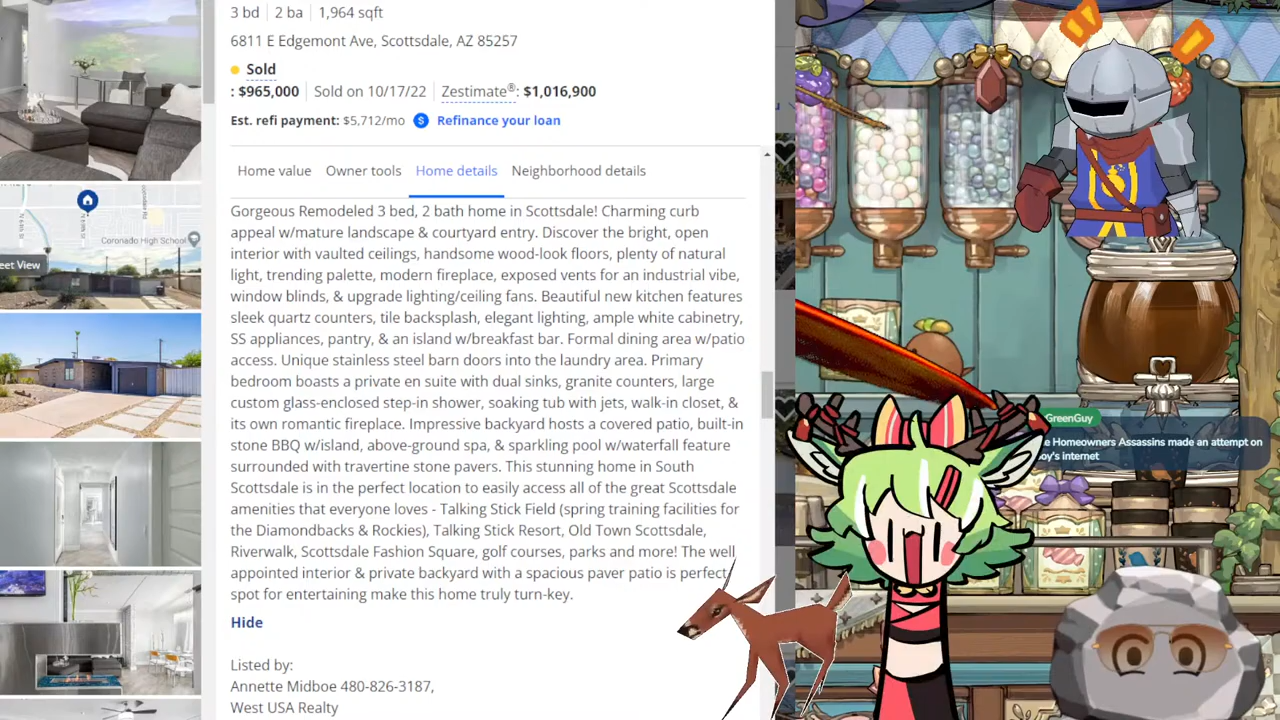 3 bd 2 ba 1,964 sqft
6811 E Edgemont Ave, Scottsdale, AZ 85257
Sold
: $965,000 Sold on 10/17/22 Zestimate®: $1,016,900
Est. refi payment: $5,712/mo $ Refinance your loan
Home value Owner tools Home details Neighborhood details
Gorgeous Remodeled 3 bed, 2 bath home in Scottsdale! Charming curb
appeal w/mature landscape & courtyard entry. Discover the bright, open
interior with vaulted ceilings, handsome wood-look floors, plenty of natural
light, trending palette, modern fireplace, exposed vents for an industrial vibe,
window blinds, & upgrade lighting/ceiling fans. Beautiful new kitchen features
sleek quartz counters, tile backsplash, elegant lighting, ample white cabinetry,
SS appliances, pantry, & an island w/breakfast bar. Formal dining area w/patio
access. Unique stainless steel barn doors into the laundry area. Primary
bedroom boasts a private en suite with dual sinks, granite counters, large
custom glass-enclosed step-in shower, soaking tub with jets, walk-in closet, &
its own romantic fireplace. Impressive backyard hosts a covered patio, built-in
stone BBQ w/island, above-ground spa, & sparkling pool w/waterfall feature
surrounded with travertine stone pavers. This stunning home in South
Scottsdale is in the perfect location to easily access all of the great Scottsdale
amenities that everyone loves - Talking Stick Field (spring training facilities for
the Diamondbacks & Rockies), Talking Stick Resort, Old Town Scottsdale,
Riverwalk, Scottsdale Fashion Square, golf courses, parks and more! The well
appointed interior & private backyard with a spacious paver patio is perfect
spot for entertaining make this home truly turn-key.
Hide
Listed by:
Annette Midboe 480-826-3187,
West USA Realty
Coronado High School
eet View
GreenGuy
e Homeowners Assassins made an attempt on
oy's internet